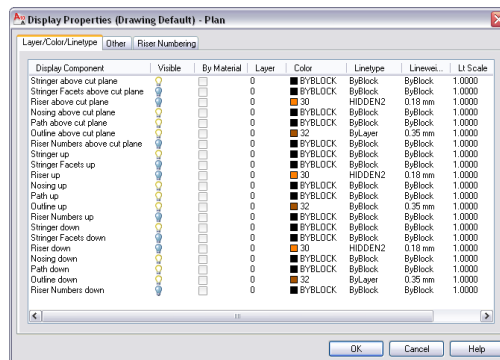 Display Properties (Drawing Default) - Plan
Layer/Color/Linetype Other Riser Numbering
Display Component Visible By Material Layer Color Linetype Linewei... Lt Scale
Stringer above cut plane 0 BYBLOCK ByBlock ByBlock 1.0000
Stringer Facets above cut plane 0 BYBLOCK ByBlock ByBlock 1.0000
Riser above cut plane 0 30 HIDDEN2 0.18 mm 1.0000
Nosing above cut plane 0 BYBLOCK ByBlock ByBlock 1.0000
Path above cut plane 0 BYBLOCK ByBlock ByBlock 1.0000
Outline above cut plane 0 32 ByLayer 0.35 mm 1.0000
Riser Numbers above cut plane 0 BYBLOCK ByBlock ByBlock 1.0000
Stringer up 0 BYBLOCK ByBlock ByBlock 1.0000
Stringer Facets up 0 BYBLOCK ByBlock ByBlock 1.0000
Riser up 0 30 HIDDEN2 0.18 mm 1.0000
Nosing up 0 BYBLOCK ByBlock ByBlock 1.0000
Path up 0 BYBLOCK ByBlock ByBlock 1.0000
Outline up 0 32 ByBlock 0.35 mm 1.0000
Riser Numbers up 0 BYBLOCK ByBlock ByBlock 1.0000
Stringer down 0 BYBLOCK ByBlock ByBlock 1.0000
Stringer Facets down 0 BYBLOCK ByBlock ByBlock 1.0000
Riser down 0 30 HIDDEN2 0.18 mm 1.0000
Nosing down 0 BYBLOCK ByBlock ByBlock 1.0000
Path down 0 BYBLOCK ByBlock ByBlock 1.0000
Outline down 0 32 ByLayer 0.35 mm 1.0000
Riser Numbers down 0 BYBLOCK ByBlock ByBlock 1.0000
OK Cancel Help